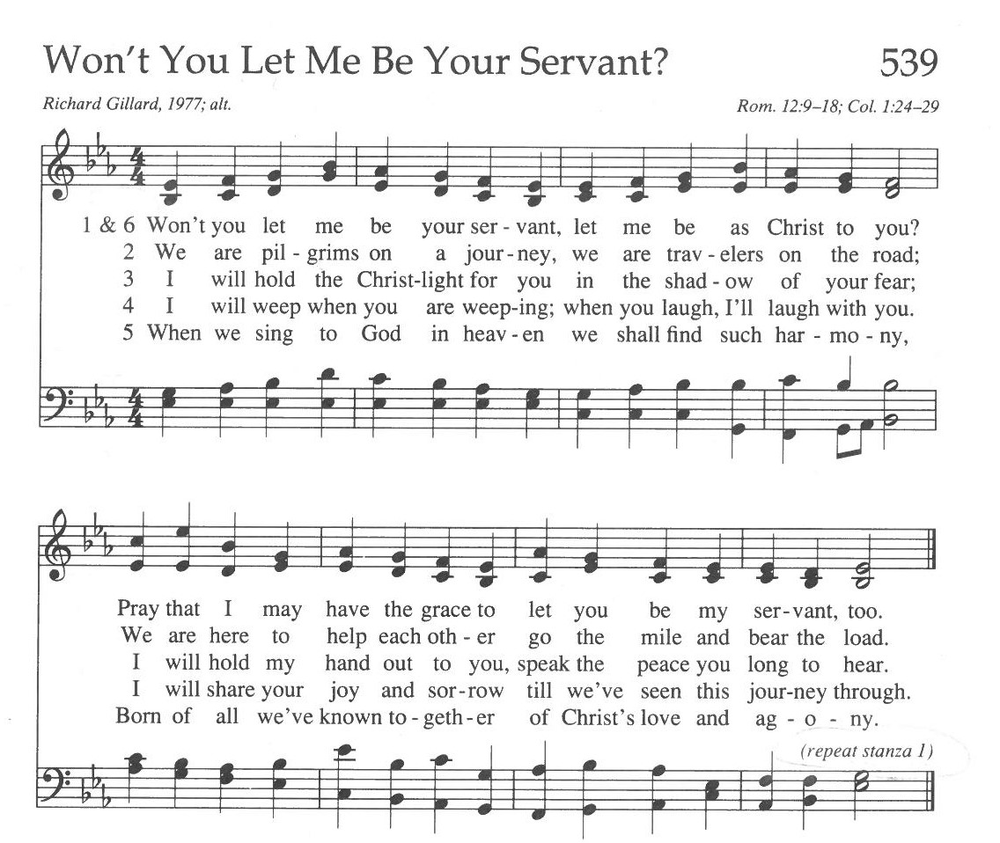 Won't You Let Me Be Your Servant? 539
Richard Gillard, 1977; alt. Rom. 12:9–18; Col. 1:24–29
4
4
1 & 6 Won't you let me be your ser - vant, let me be as Christ to you?
2 We are pil - grims on a jour - ney, we are trav - elers on the road;
3 I will hold the Christ-light for you in the shad - ow of your fear;
4 I will weep when you are weep-ing; when you laugh, I'll laugh with you.
5 When we sing to God in heav - en we shall find such har - mo - ny,
4
4
Pray that I may have the grace to let you be my ser-vant, too.
We are here to help each oth - er go the mile and bear the load.
I will hold my hand out to you, speak the peace you long to hear.
I will share your joy and sor-row till we've seen this jour-ney through.
Born of all we've known to - geth - er of Christ's love and ag - o - ny.
(repeat stanza 1)